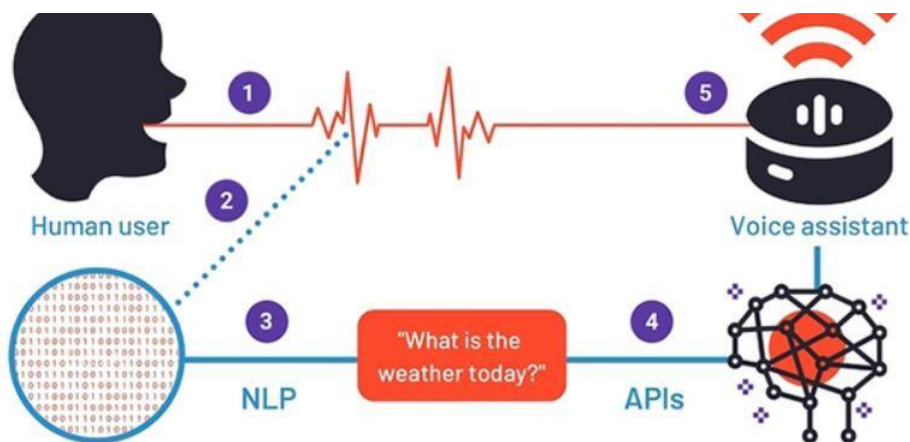 1
5
2
Human user
Voice assistant
3
4
"What is the
weather today?"
NLP
APIs